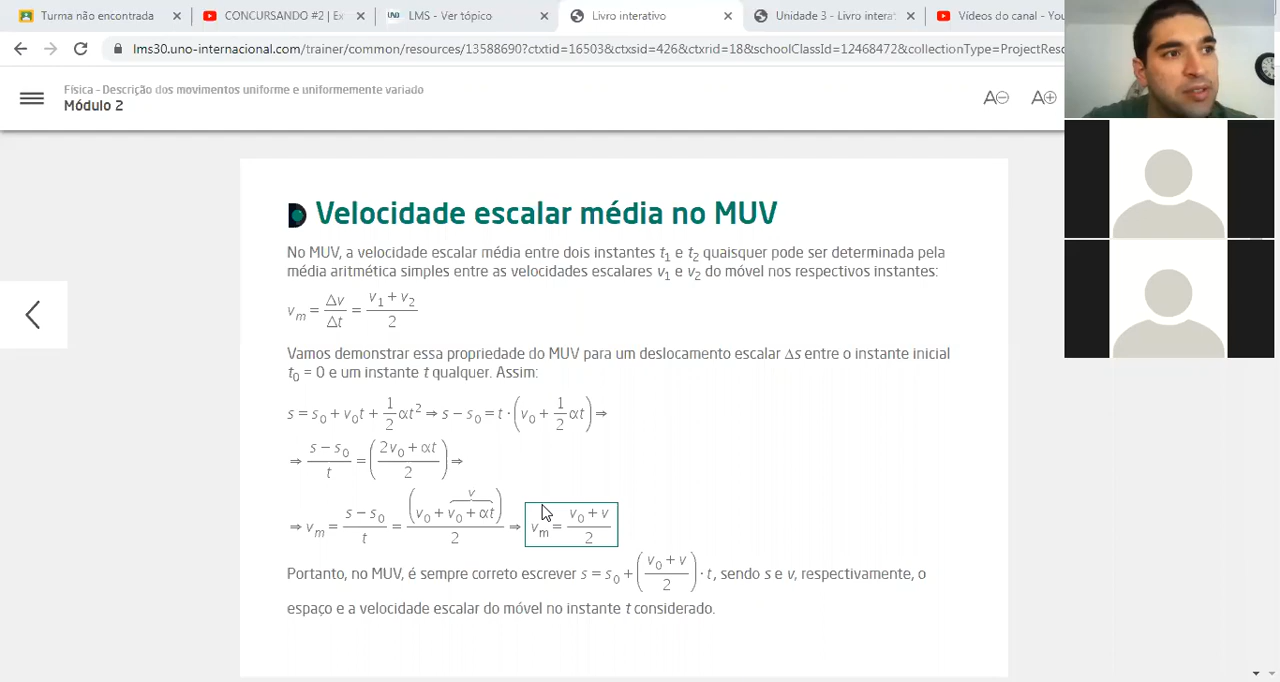 Turma não encontrada
CONCURSANDO #2 | Ex
LMS - Ver tópico
Livro interativo
Unidade 3 - Livro intera
Vídeos do canal - You
lms30.uno-internacional.com/trainer/common/resources/13588680?ctxtid=16503&ctxsid=426&ctxrid=18&schoolClassId=12468472&collectionType=ProjectReso
Física - Descrição dos movimentos uniforme e uniformemente variado
Módulo 2
A⊖ A⊕
Velocidade escalar média no MUV
No MUV, a velocidade escalar média entre dois instantes t₁ e t₂ quaisquer pode ser determinada pela
média aritmética simples entre as velocidades escalares v₁ e v₂ do móvel nos respectivos instantes:
vₘ = Δv/Δt = (v₁ + v₂)/2
Vamos demonstrar essa propriedade do MUV para um deslocamento escalar Δs entre o instante inicial
t₀ = 0 e um instante t qualquer. Assim:
s = s₀ + v₀t + 1/2 αt² ⇒ s − s₀ = t · (v₀ + 1/2 αt) ⇒
⇒ (s − s₀)/t = ((2v₀ + αt)/2) ⇒
⇒ vₘ = (s − s₀)/t = (v₀ + v₀ + αt)/2 ⇒ vₘ = (v₀ + v)/2
Portanto, no MUV, é sempre correto escrever s = s₀ + ((v₀ + v)/2) · t, sendo s e v, respectivamente, o
espaço e a velocidade escalar do móvel no instante t considerado.